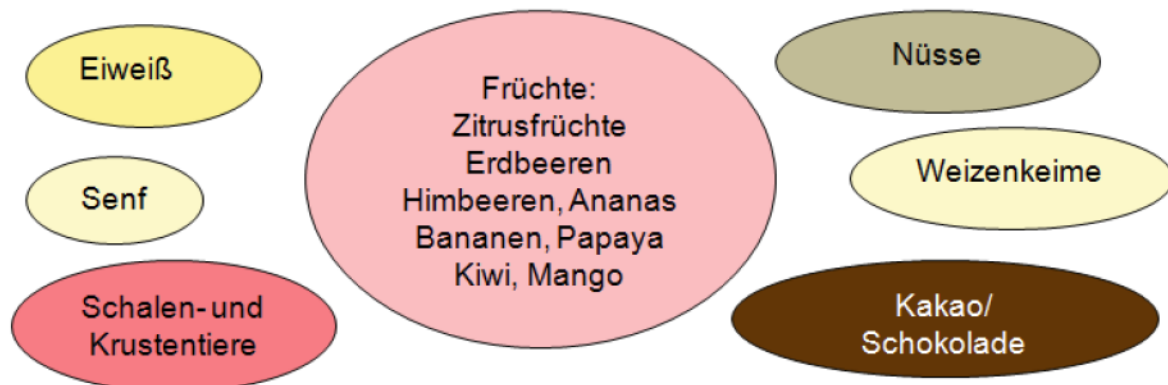 Eiweiß
Senf
Schalen- und
Krustentiere
Früchte:
Zitrusfrüchte
Erdbeeren
Himbeeren, Ananas
Bananen, Papaya
Kiwi, Mango
Nüsse
Weizenkeime
Kakao/
Schokolade